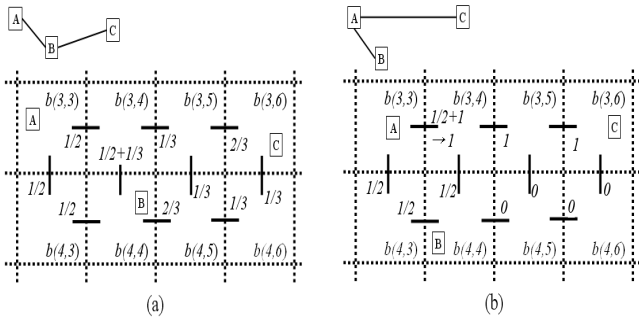 A
B
C
b(3,3) b(3,4) b(3,5) b(3,6)
A
1/2 1/3 2/3
C
1/2+1/3
1/2 1/3 1/3
B
1/2 2/3 1/3
b(4,3) b(4,4) b(4,5) b(4,6)
(a)
A C
B
b(3,3) b(3,4) b(3,5) b(3,6)
1/2+1
A C
→1 1 1
1/2 1/2 0 0
1/2 0 0
B
b(4,3) b(4,4) b(4,5) b(4,6)
(b)